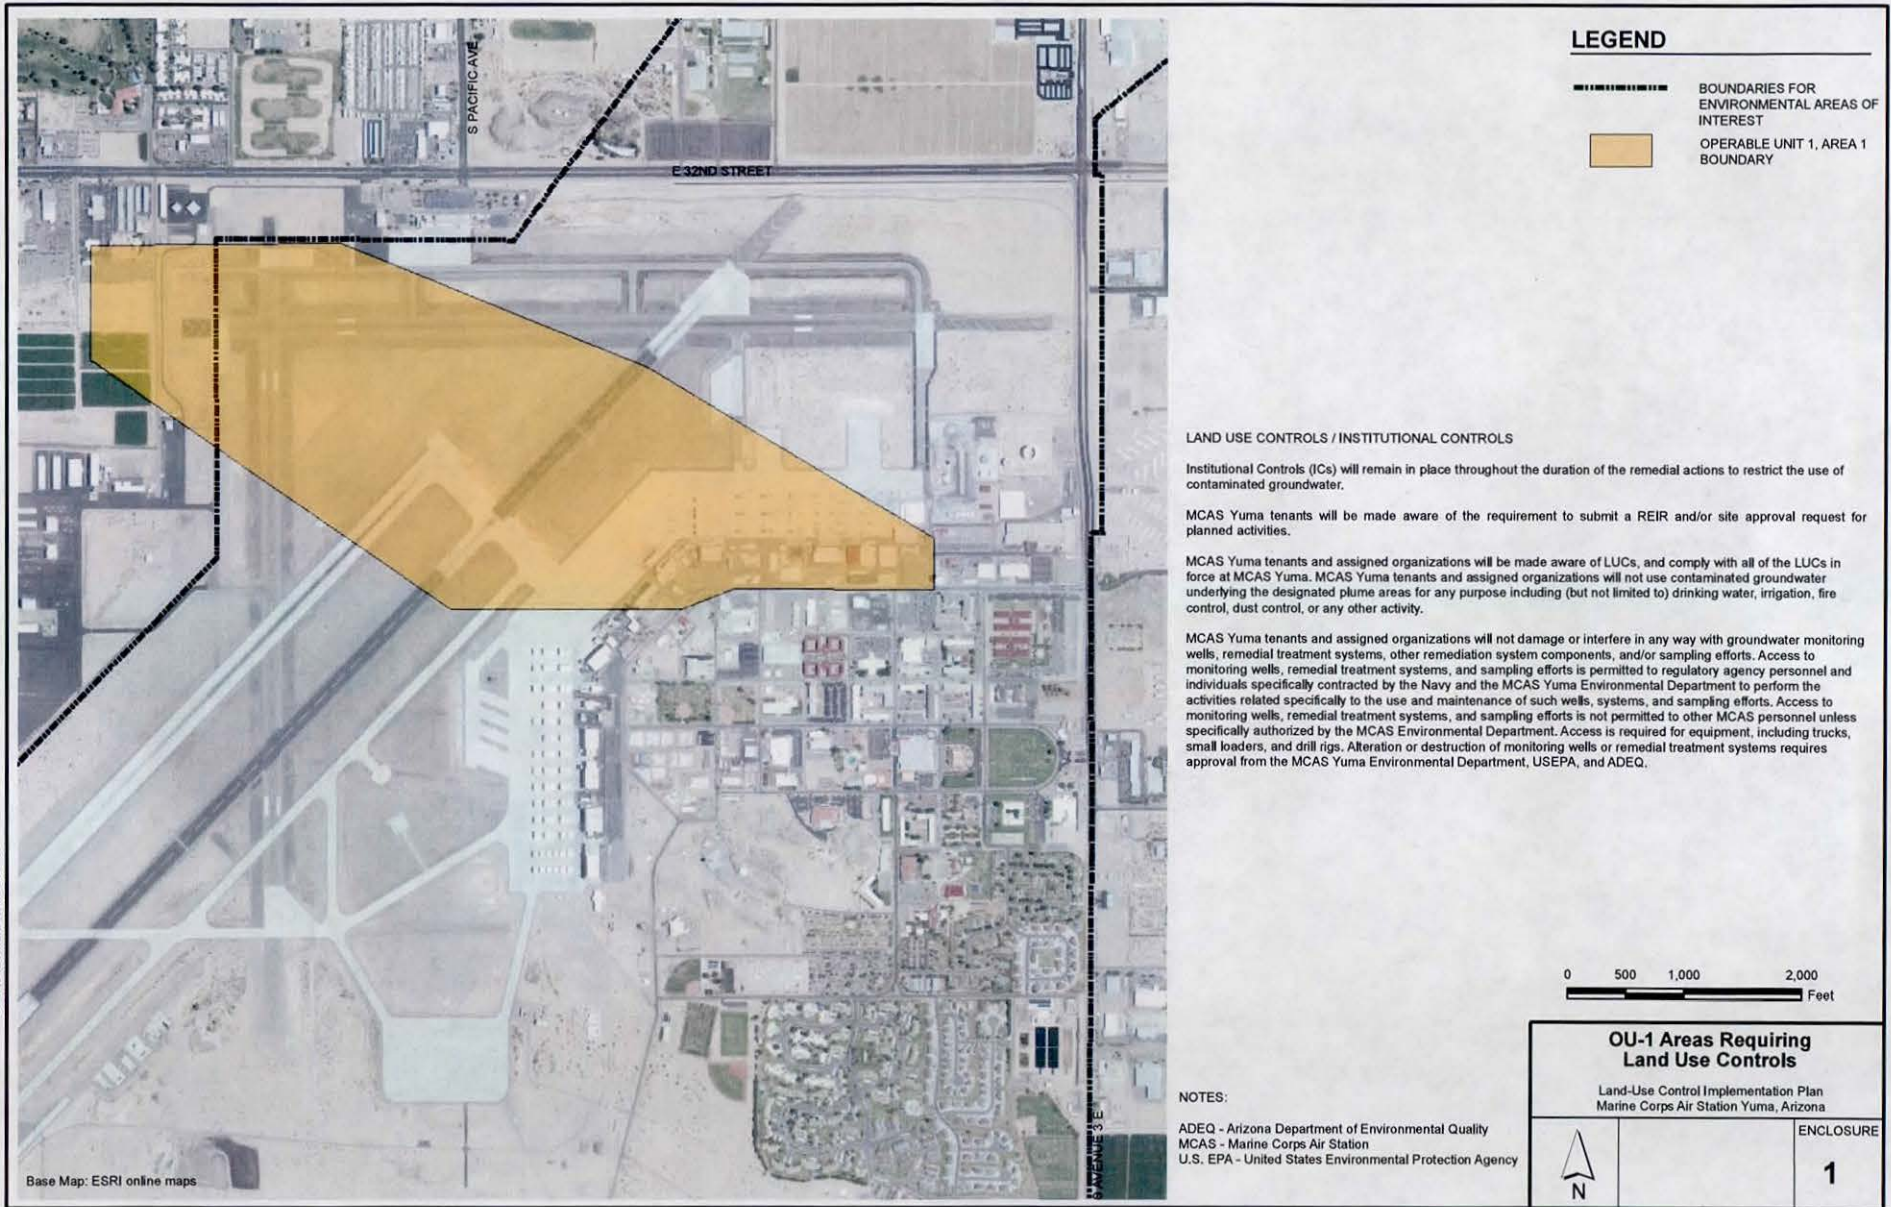 S PACIFIC AVE
E 32ND STREET
S AVENUE 3 E
Base Map: ESRI online maps
LEGEND
BOUNDARIES FOR
ENVIRONMENTAL AREAS OF
INTEREST
OPERABLE UNIT 1, AREA 1
BOUNDARY
LAND USE CONTROLS / INSTITUTIONAL CONTROLS
Institutional Controls (ICs) will remain in place throughout the duration of the remedial actions to restrict the use of
contaminated groundwater.
MCAS Yuma tenants will be made aware of the requirement to submit a REIR and/or site approval request for
planned activities.
MCAS Yuma tenants and assigned organizations will be made aware of LUCs, and comply with all of the LUCs in
force at MCAS Yuma. MCAS Yuma tenants and assigned organizations will not use contaminated groundwater
underlying the designated plume areas for any purpose including (but not limited to) drinking water, irrigation, fire
control, dust control, or any other activity.
MCAS Yuma tenants and assigned organizations will not damage or interfere in any way with groundwater monitoring
wells, remedial treatment systems, other remediation system components, and/or sampling efforts. Access to
monitoring wells, remedial treatment systems, and sampling efforts is permitted to regulatory agency personnel and
individuals specifically contracted by the Navy and the MCAS Yuma Environmental Department to perform the
activities related specifically to the use and maintenance of such wells, systems, and sampling efforts. Access to
monitoring wells, remedial treatment systems, and sampling efforts is not permitted to other MCAS personnel unless
specifically authorized by the MCAS Environmental Department. Access is required for equipment, including trucks,
small loaders, and drill rigs. Alteration or destruction of monitoring wells or remedial treatment systems requires
approval from the MCAS Yuma Environmental Department, USEPA, and ADEQ.
0 500 1,000 2,000
Feet
NOTES:
ADEQ - Arizona Department of Environmental Quality
MCAS - Marine Corps Air Station
U.S. EPA - United States Environmental Protection Agency
OU-1 Areas Requiring
Land Use Controls
Land-Use Control Implementation Plan
Marine Corps Air Station Yuma, Arizona
N
ENCLOSURE
1